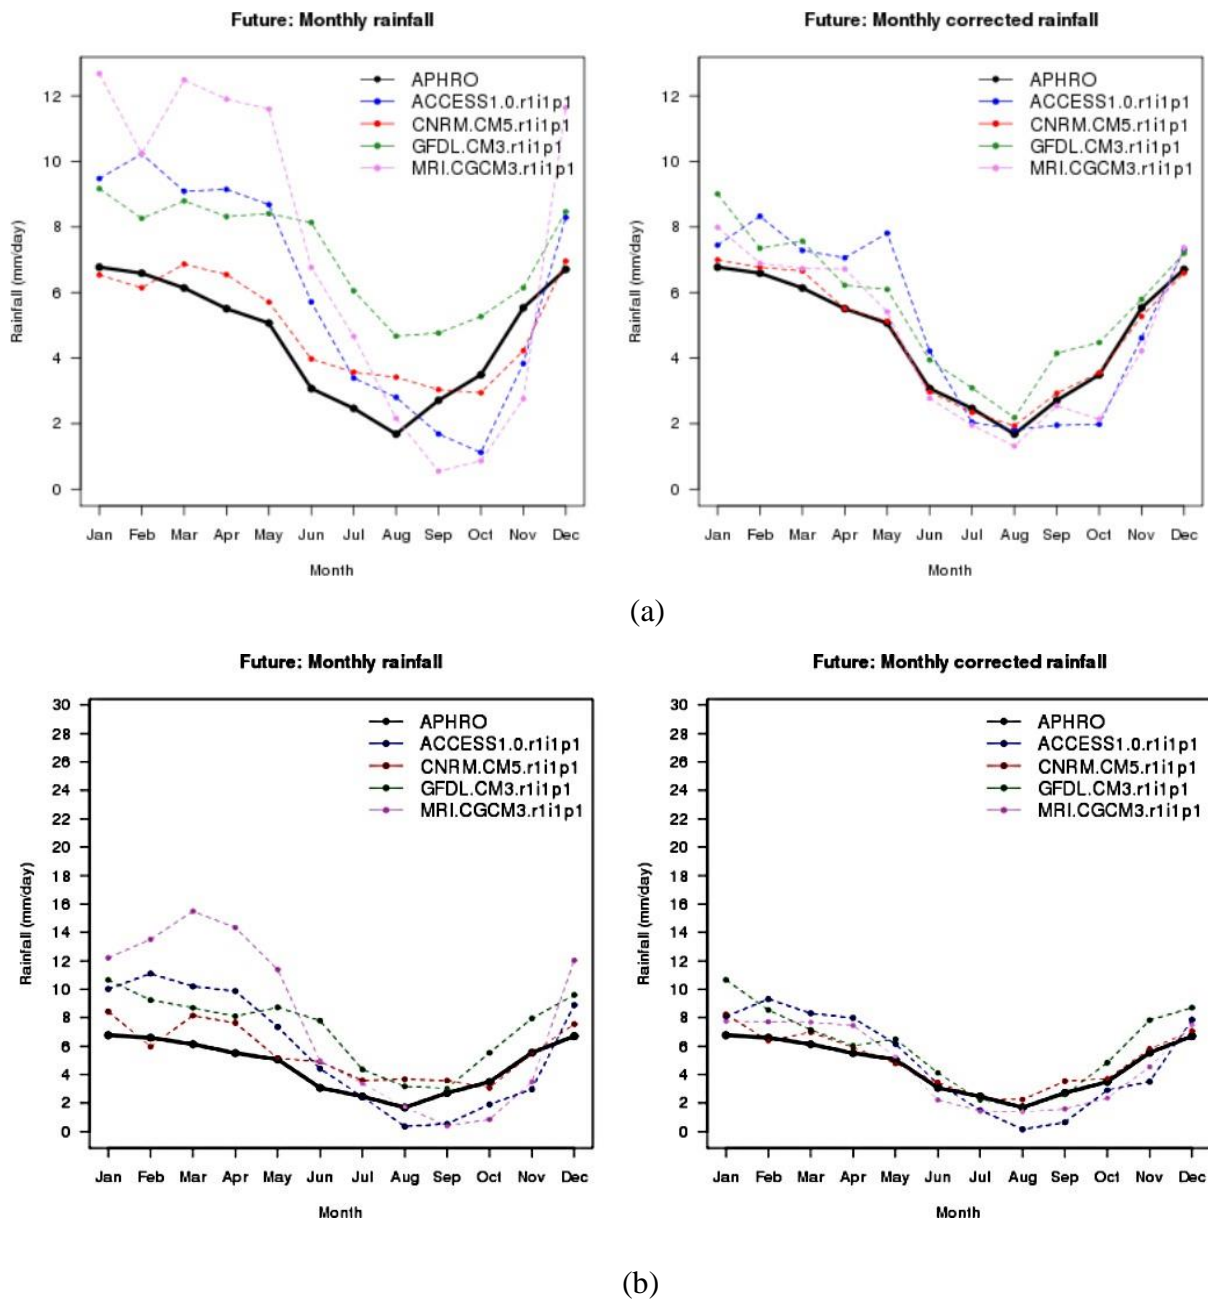 Future: Monthly rainfall
12
10
8
6
4
2
0
Rainfall (mm/day)
APHRO
ACCESS1.0.r1i1p1
CNRM.CM5.r1i1p1
GFDL.CM3.r1i1p1
MRI.CGCM3.r1i1p1
Jan Feb Mar Apr May Jun Jul Aug Sep Oct Nov Dec
Month
Future: Monthly corrected rainfall
12
10
8
6
4
2
0
Rainfall (mm/day)
APHRO
ACCESS1.0.r1i1p1
CNRM.CM5.r1i1p1
GFDL.CM3.r1i1p1
MRI.CGCM3.r1i1p1
Jan Feb Mar Apr May Jun Jul Aug Sep Oct Nov Dec
Month
(a)
Future: Monthly rainfall
30
28
26
24
22
20
18
16
14
12
10
8
6
4
2
0
Rainfall (mm/day)
APHRO
ACCESS1.0.r1i1p1
CNRM.CM5.r1i1p1
GFDL.CM3.r1i1p1
MRI.CGCM3.r1i1p1
Jan Feb Mar Apr May Jun Jul Aug Sep Oct Nov Dec
Month
Future: Monthly corrected rainfall
30
28
26
24
22
20
18
16
14
12
10
8
6
4
2
0
Rainfall (mm/day)
APHRO
ACCESS1.0.r1i1p1
CNRM.CM5.r1i1p1
GFDL.CM3.r1i1p1
MRI.CGCM3.r1i1p1
Jan Feb Mar Apr May Jun Jul Aug Sep Oct Nov Dec
Month
(b)